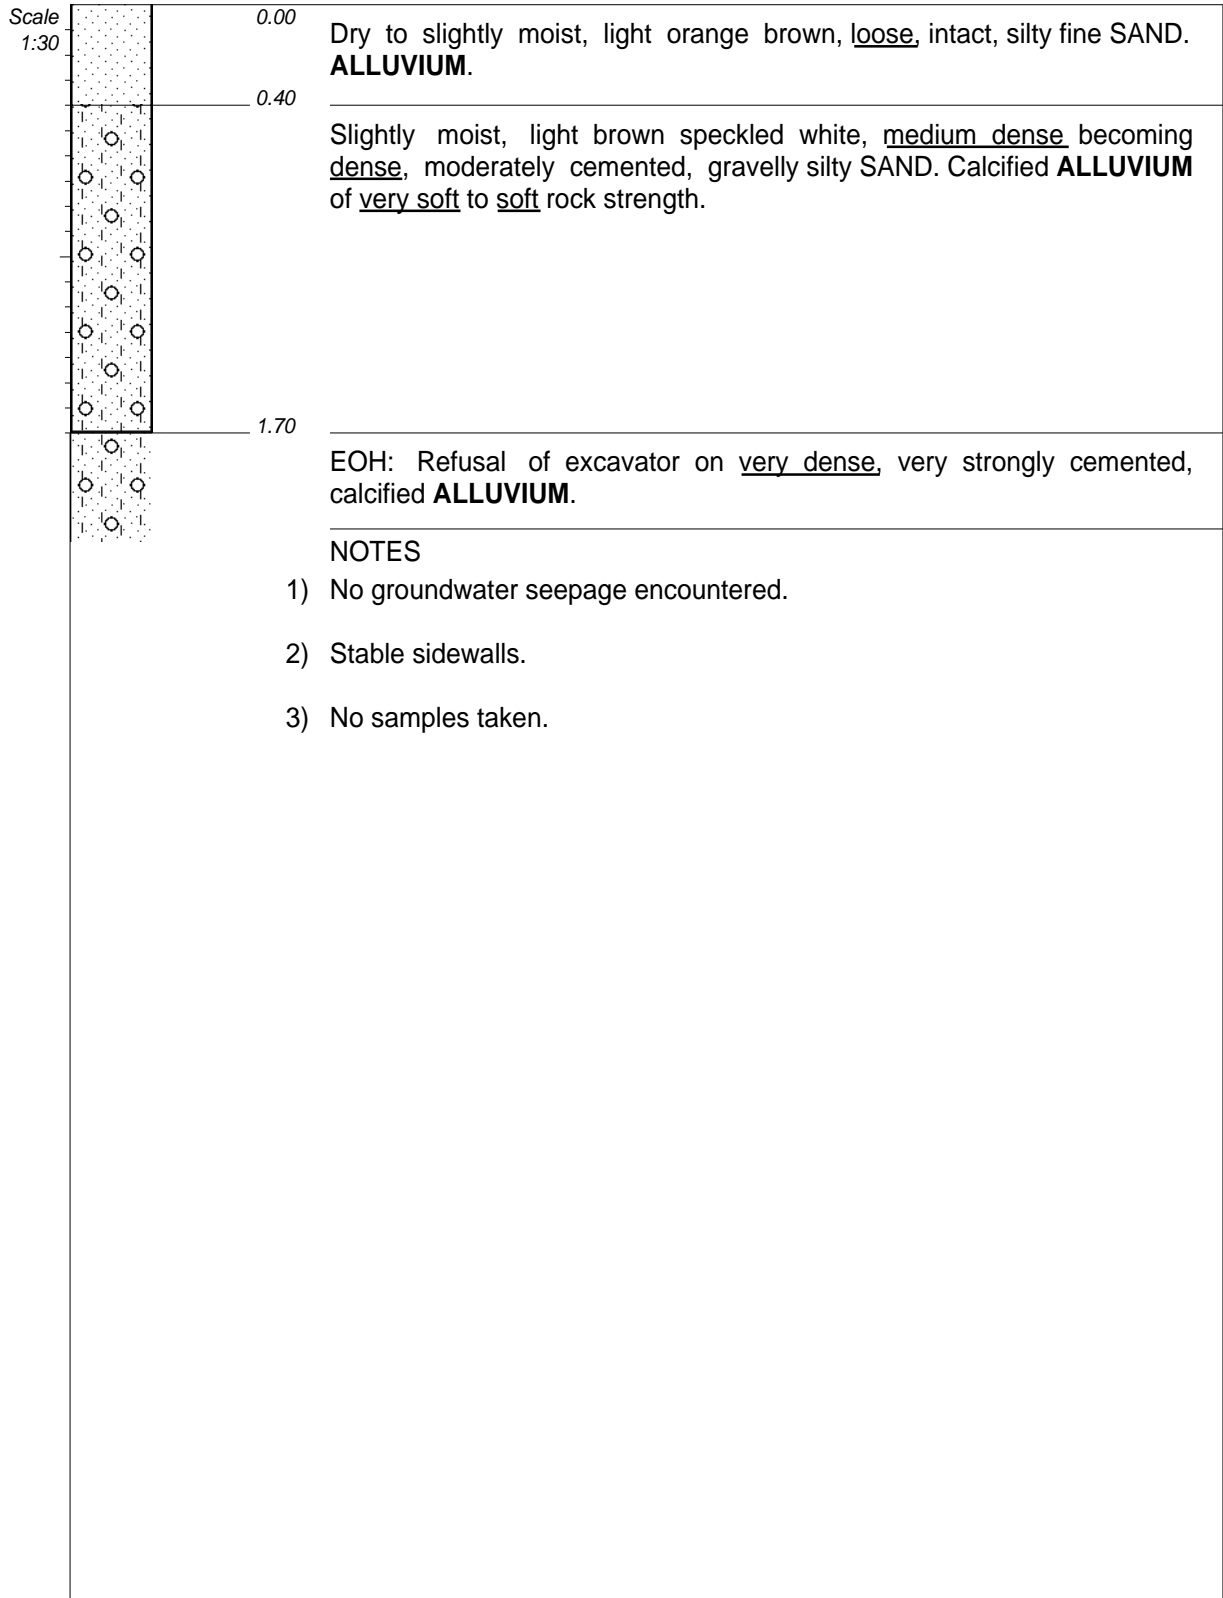 Scale
1:30
0.00
Dry to slightly moist, light orange brown, loose, intact, silty fine SAND.
ALLUVIUM.
0.40
Slightly moist, light brown speckled white, medium dense becoming
dense, moderately cemented, gravelly silty SAND. Calcified ALLUVIUM
of very soft to soft rock strength.
1.70
EOH: Refusal of excavator on very dense, very strongly cemented,
calcified ALLUVIUM.
NOTES
1) No groundwater seepage encountered.
2) Stable sidewalls.
3) No samples taken.